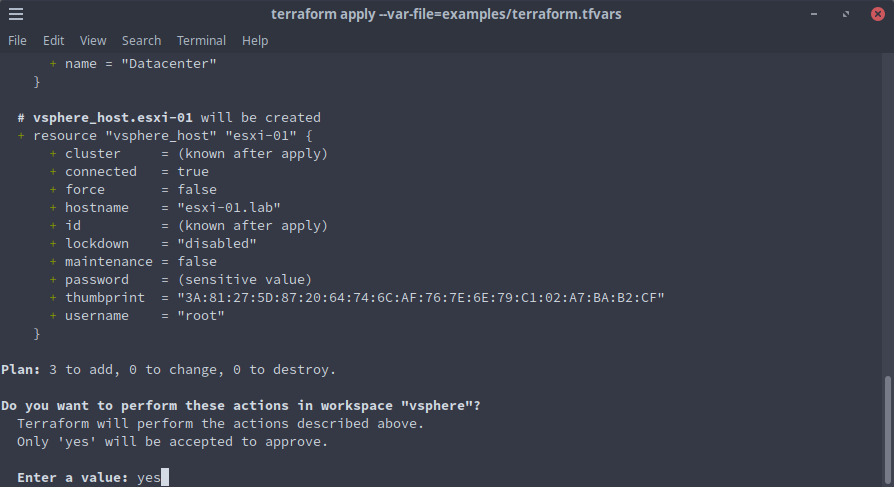 terraform apply --var-file=examples/terraform.tfvars
File Edit View Search Terminal Help
      + name = "Datacenter"
    }
  # vsphere_host.esxi-01 will be created
  + resource "vsphere_host" "esxi-01" {
      + cluster     = (known after apply)
      + connected   = true
      + force       = false
      + hostname    = "esxi-01.lab"
      + id          = (known after apply)
      + lockdown    = "disabled"
      + maintenance = false
      + password    = (sensitive value)
      + thumbprint  = "3A:81:27:5D:87:20:64:74:6C:AF:76:7E:6E:79:C1:02:A7:BA:B2:CF"
      + username    = "root"
    }
Plan: 3 to add, 0 to change, 0 to destroy.
Do you want to perform these actions in workspace "vsphere"?
  Terraform will perform the actions described above.
  Only 'yes' will be accepted to approve.
  Enter a value: yes